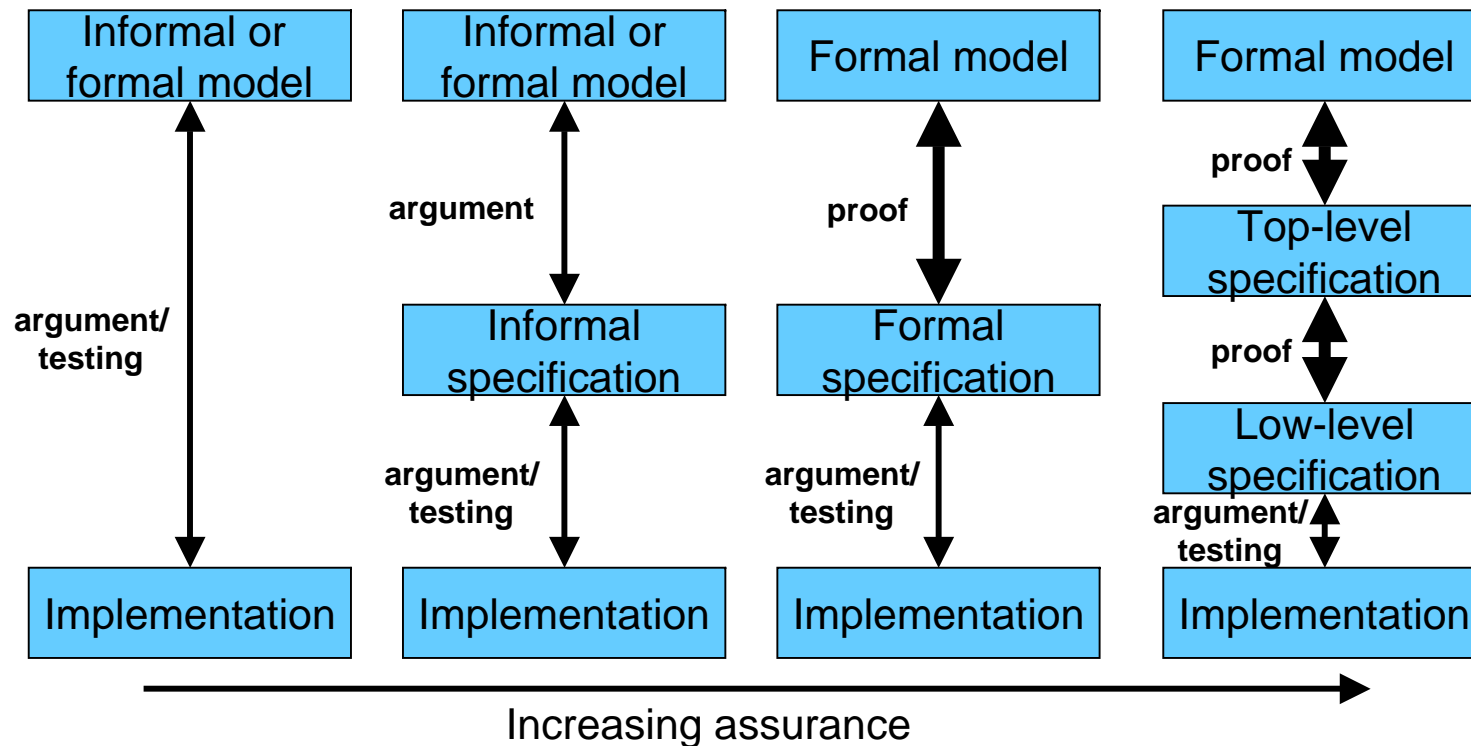 Informal or
formal model
Informal or
formal model
Formal model
Formal model
proof
argument
proof
Top-level
specification
argument/
testing
Informal
specification
Formal
specification
proof
Low-level
specification
argument/
testing
argument/
testing
argument/
testing
Implementation
Implementation
Implementation
Implementation
Increasing assurance